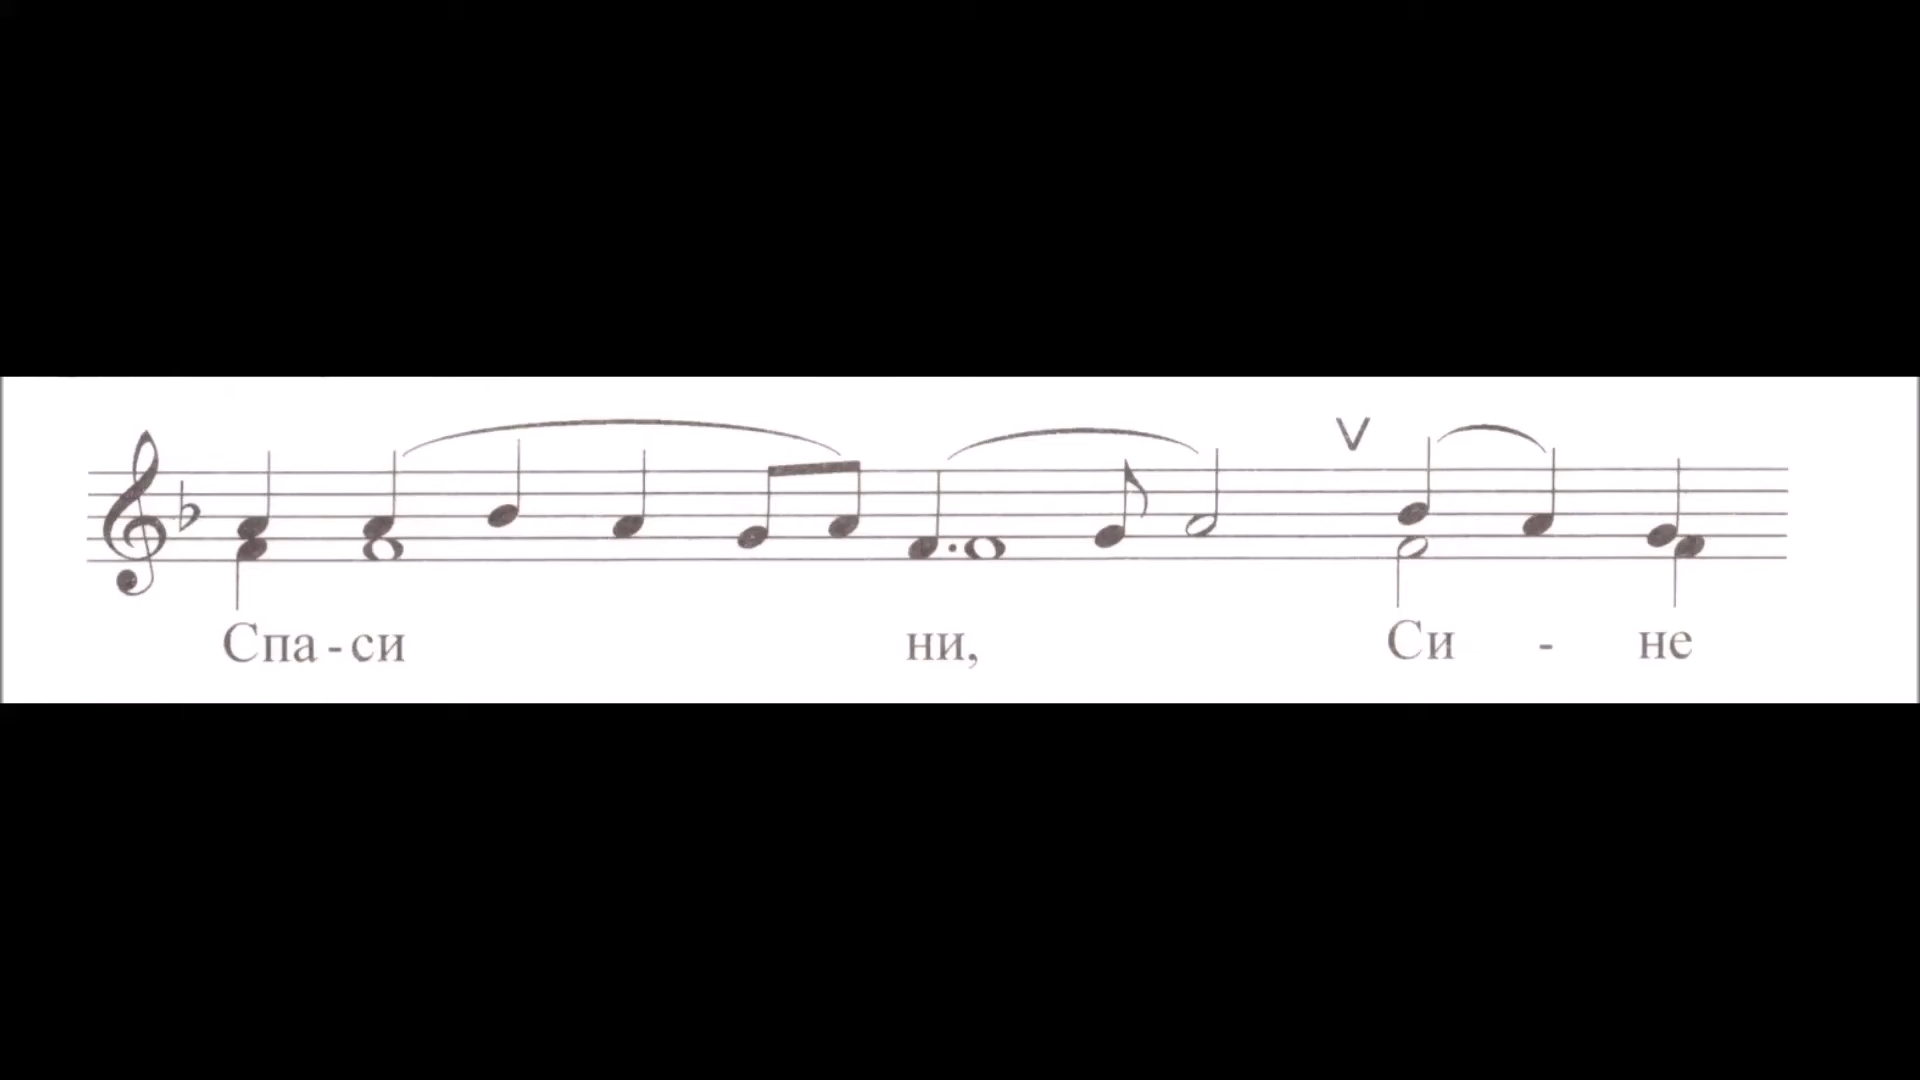 Спа-си ни, Си - не